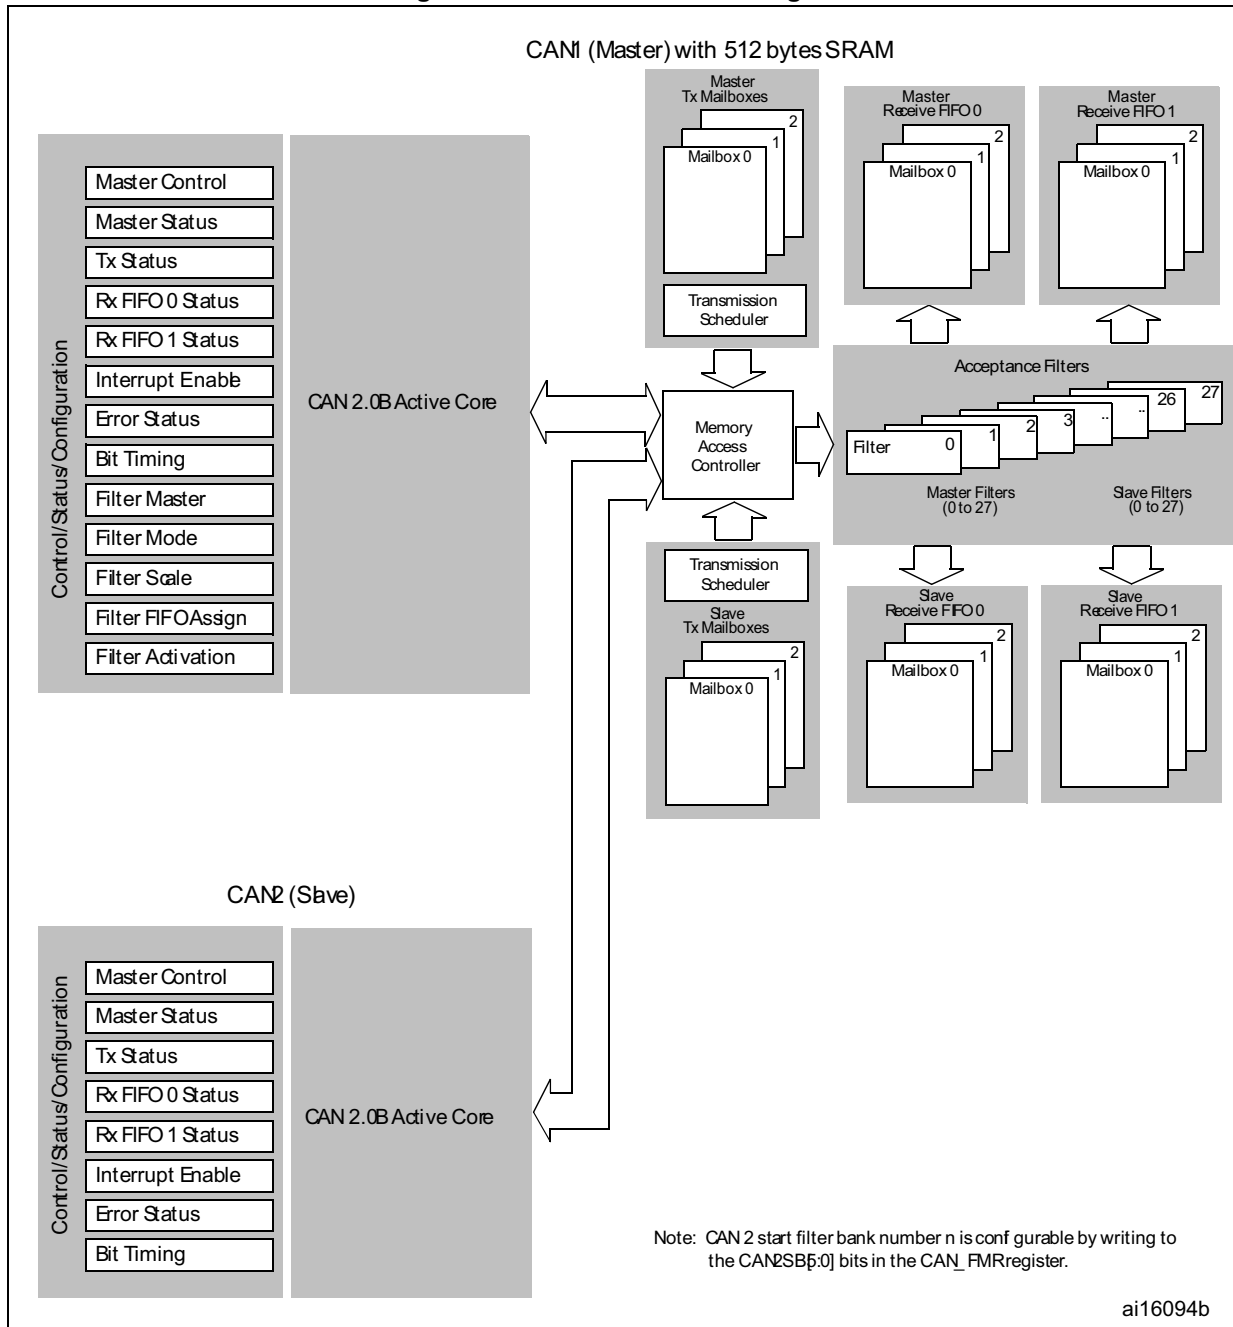 CAN1 (Master) with 512 bytes SRAM
Control/Status/Configuration
Master Control
Master Status
Tx Status
Rx FIFO 0 Status
Rx FIFO 1 Status
Interrupt Enable
Error Status
Bit Timing
Filter Master
Filter Mode
Filter Scale
Filter FIFO Assign
Filter Activation
CAN 2.0B Active Core
Master
Tx Mailboxes
2
1
Mailbox 0
Transmission
Scheduler
Master
Receive FIFO 0
2
1
Mailbox 0
Master
Receive FIFO 1
2
1
Mailbox 0
Memory
Access
Controller
Acceptance Filters
Filter 0
1
2
3
..
..
26
27
Master Filters
(0 to 27)
Slave Filters
(0 to 27)
Transmission
Scheduler
Slave
Tx Mailboxes
2
1
Mailbox 0
Slave
Receive FIFO 0
2
1
Mailbox 0
Slave
Receive FIFO 1
2
1
Mailbox 0
CAN2 (Slave)
Control/Status/Configuration
Master Control
Master Status
Tx Status
Rx FIFO 0 Status
Rx FIFO 1 Status
Interrupt Enable
Error Status
Bit Timing
CAN 2.0B Active Core
Note: CAN 2 start filter bank number n is conf gurable by writing to
the CAN2SB[5:0] bits in the CAN_FMR register.
ai16094b